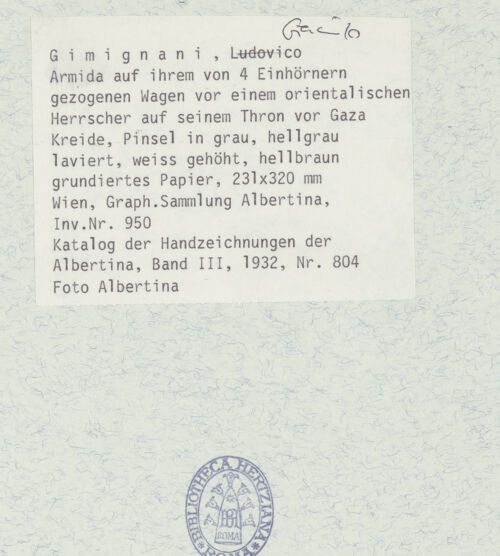 Gimignani, Ludovico
Armida auf ihrem von 4 Einhörnern
gezogenen Wagen vor einem orientalischen
Herrscher auf seinem Thron vor Gaza
Kreide, Pinsel in grau, hellgrau
laviert, weiss gehöht, hellbraun
grundiertes Papier, 231x320 mm
Wien, Graph.Sammlung Albertina,
Inv.Nr. 950
Katalog der Handzeichnungen der
Albertina, Band III, 1932, Nr. 804
Foto Albertina
BIBLIOTHECA HERTZIANA
ROMA